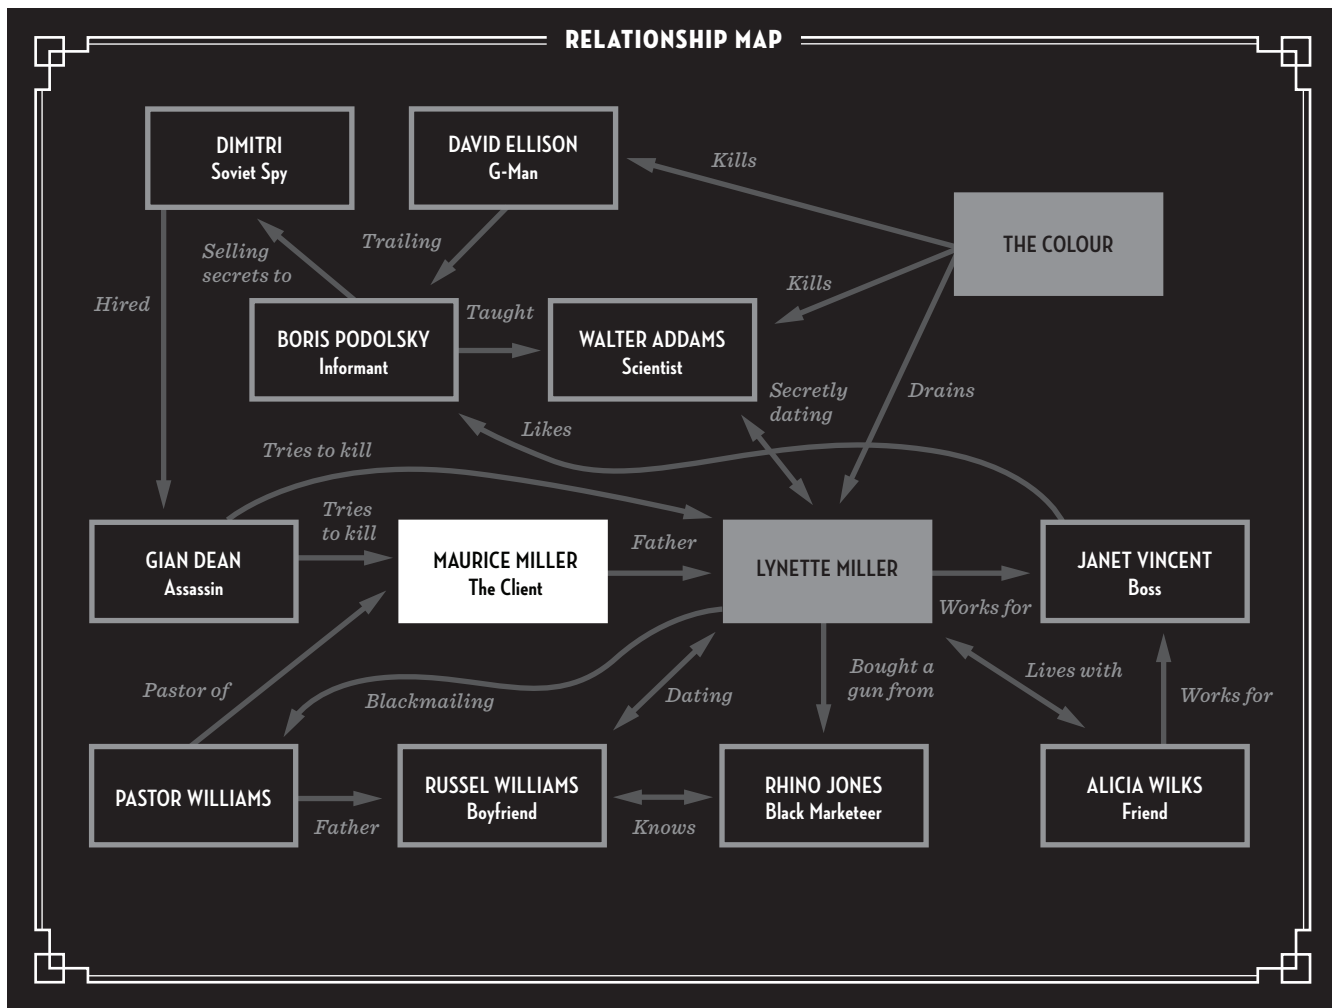 RELATIONSHIP MAP
DIMITRI
Soviet Spy
DAVID ELLISON
G-Man
Kills
THE COLOUR
Selling
secrets to
Trailing
Hired
Kills
Taught
BORIS PODOLSKY
Informant
WALTER ADDAMS
Scientist
Secretly
dating
Drains
Likes
Tries to kill
Tries
to kill
GIAN DEAN
Assassin
MAURICE MILLER
The Client
Father
LYNETTE MILLER
JANET VINCENT
Boss
Works for
Pastor of
Blackmailing
Dating
Bought a
gun from
Lives with
Works for
PASTOR WILLIAMS
RUSSEL WILLIAMS
Boyfriend
RHINO JONES
Black Marketeer
ALICIA WILKS
Friend
Father
Knows